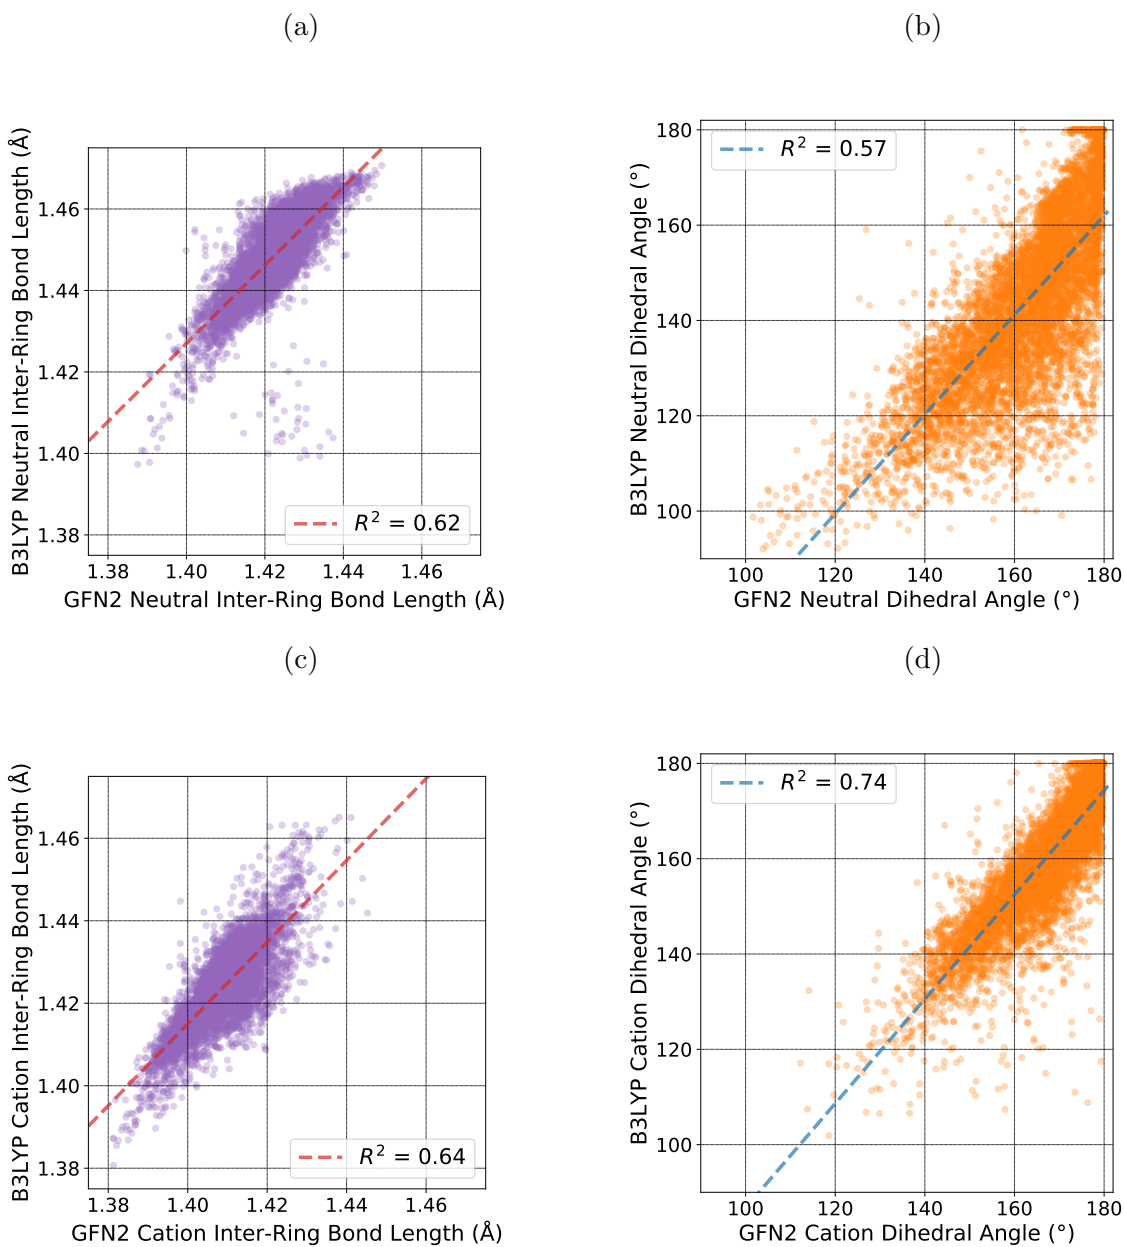 (a)
B3LYP Neutral Inter-Ring Bond Length (Å)
1.46
1.44
1.42
1.40
1.38
R² = 0.62
1.38 1.40 1.42 1.44 1.46
GFN2 Neutral Inter-Ring Bond Length (Å)
(b)
B3LYP Neutral Dihedral Angle (°)
180
160
140
120
100
R² = 0.57
100 120 140 160 180
GFN2 Neutral Dihedral Angle (°)
(c)
B3LYP Cation Inter-Ring Bond Length (Å)
1.46
1.44
1.42
1.40
1.38
R² = 0.64
1.38 1.40 1.42 1.44 1.46
GFN2 Cation Inter-Ring Bond Length (Å)
(d)
B3LYP Cation Dihedral Angle (°)
180
160
140
120
100
R² = 0.74
100 120 140 160 180
GFN2 Cation Dihedral Angle (°)